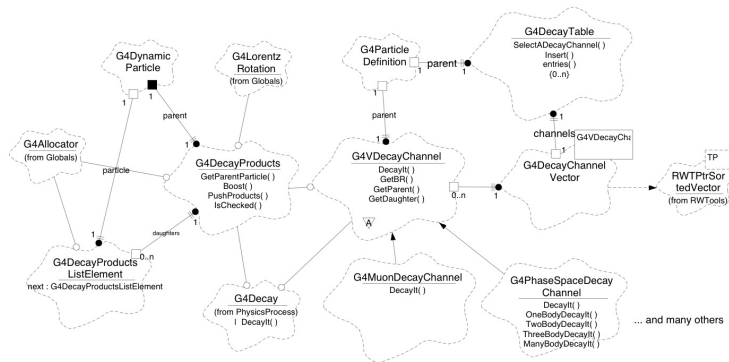 G4DecayTable
SelectADecayChannel( )
Insert( )
entries( )
{0..n}
G4Particle
Definition
1
parent
1
1
parent
1
G4Dynamic
Particle
1
1
parent
G4Lorentz
Rotation
(from Globals)
G4Allocator
(from Globals)
particle
1
channels
1
G4VDecayCha
G4DecayProducts
GetParentParticle( )
Boost( )
PushProducts( )
IsChecked( )
1
1
G4VDecayChannel
DecayIt( )
GetBR( )
GetParent( )
GetDaughter( )
A
0..n
1
G4DecayChannel
Vector
TP
RWTPtrSor
tedVector
(from RWTools)
1
daughters
0..n
G4DecayProducts
ListElement
next : G4DecayProductsListElement
G4Decay
(from PhysicsProcess)
| DecayIt( )
G4MuonDecayChannel
DecayIt( )
G4PhaseSpaceDecay
Channel
DecayIt( )
OneBodyDecayIt( )
TwoBodyDecayIt( )
ThreeBodyDecayIt( )
ManyBodyDecayIt( )
... and many others